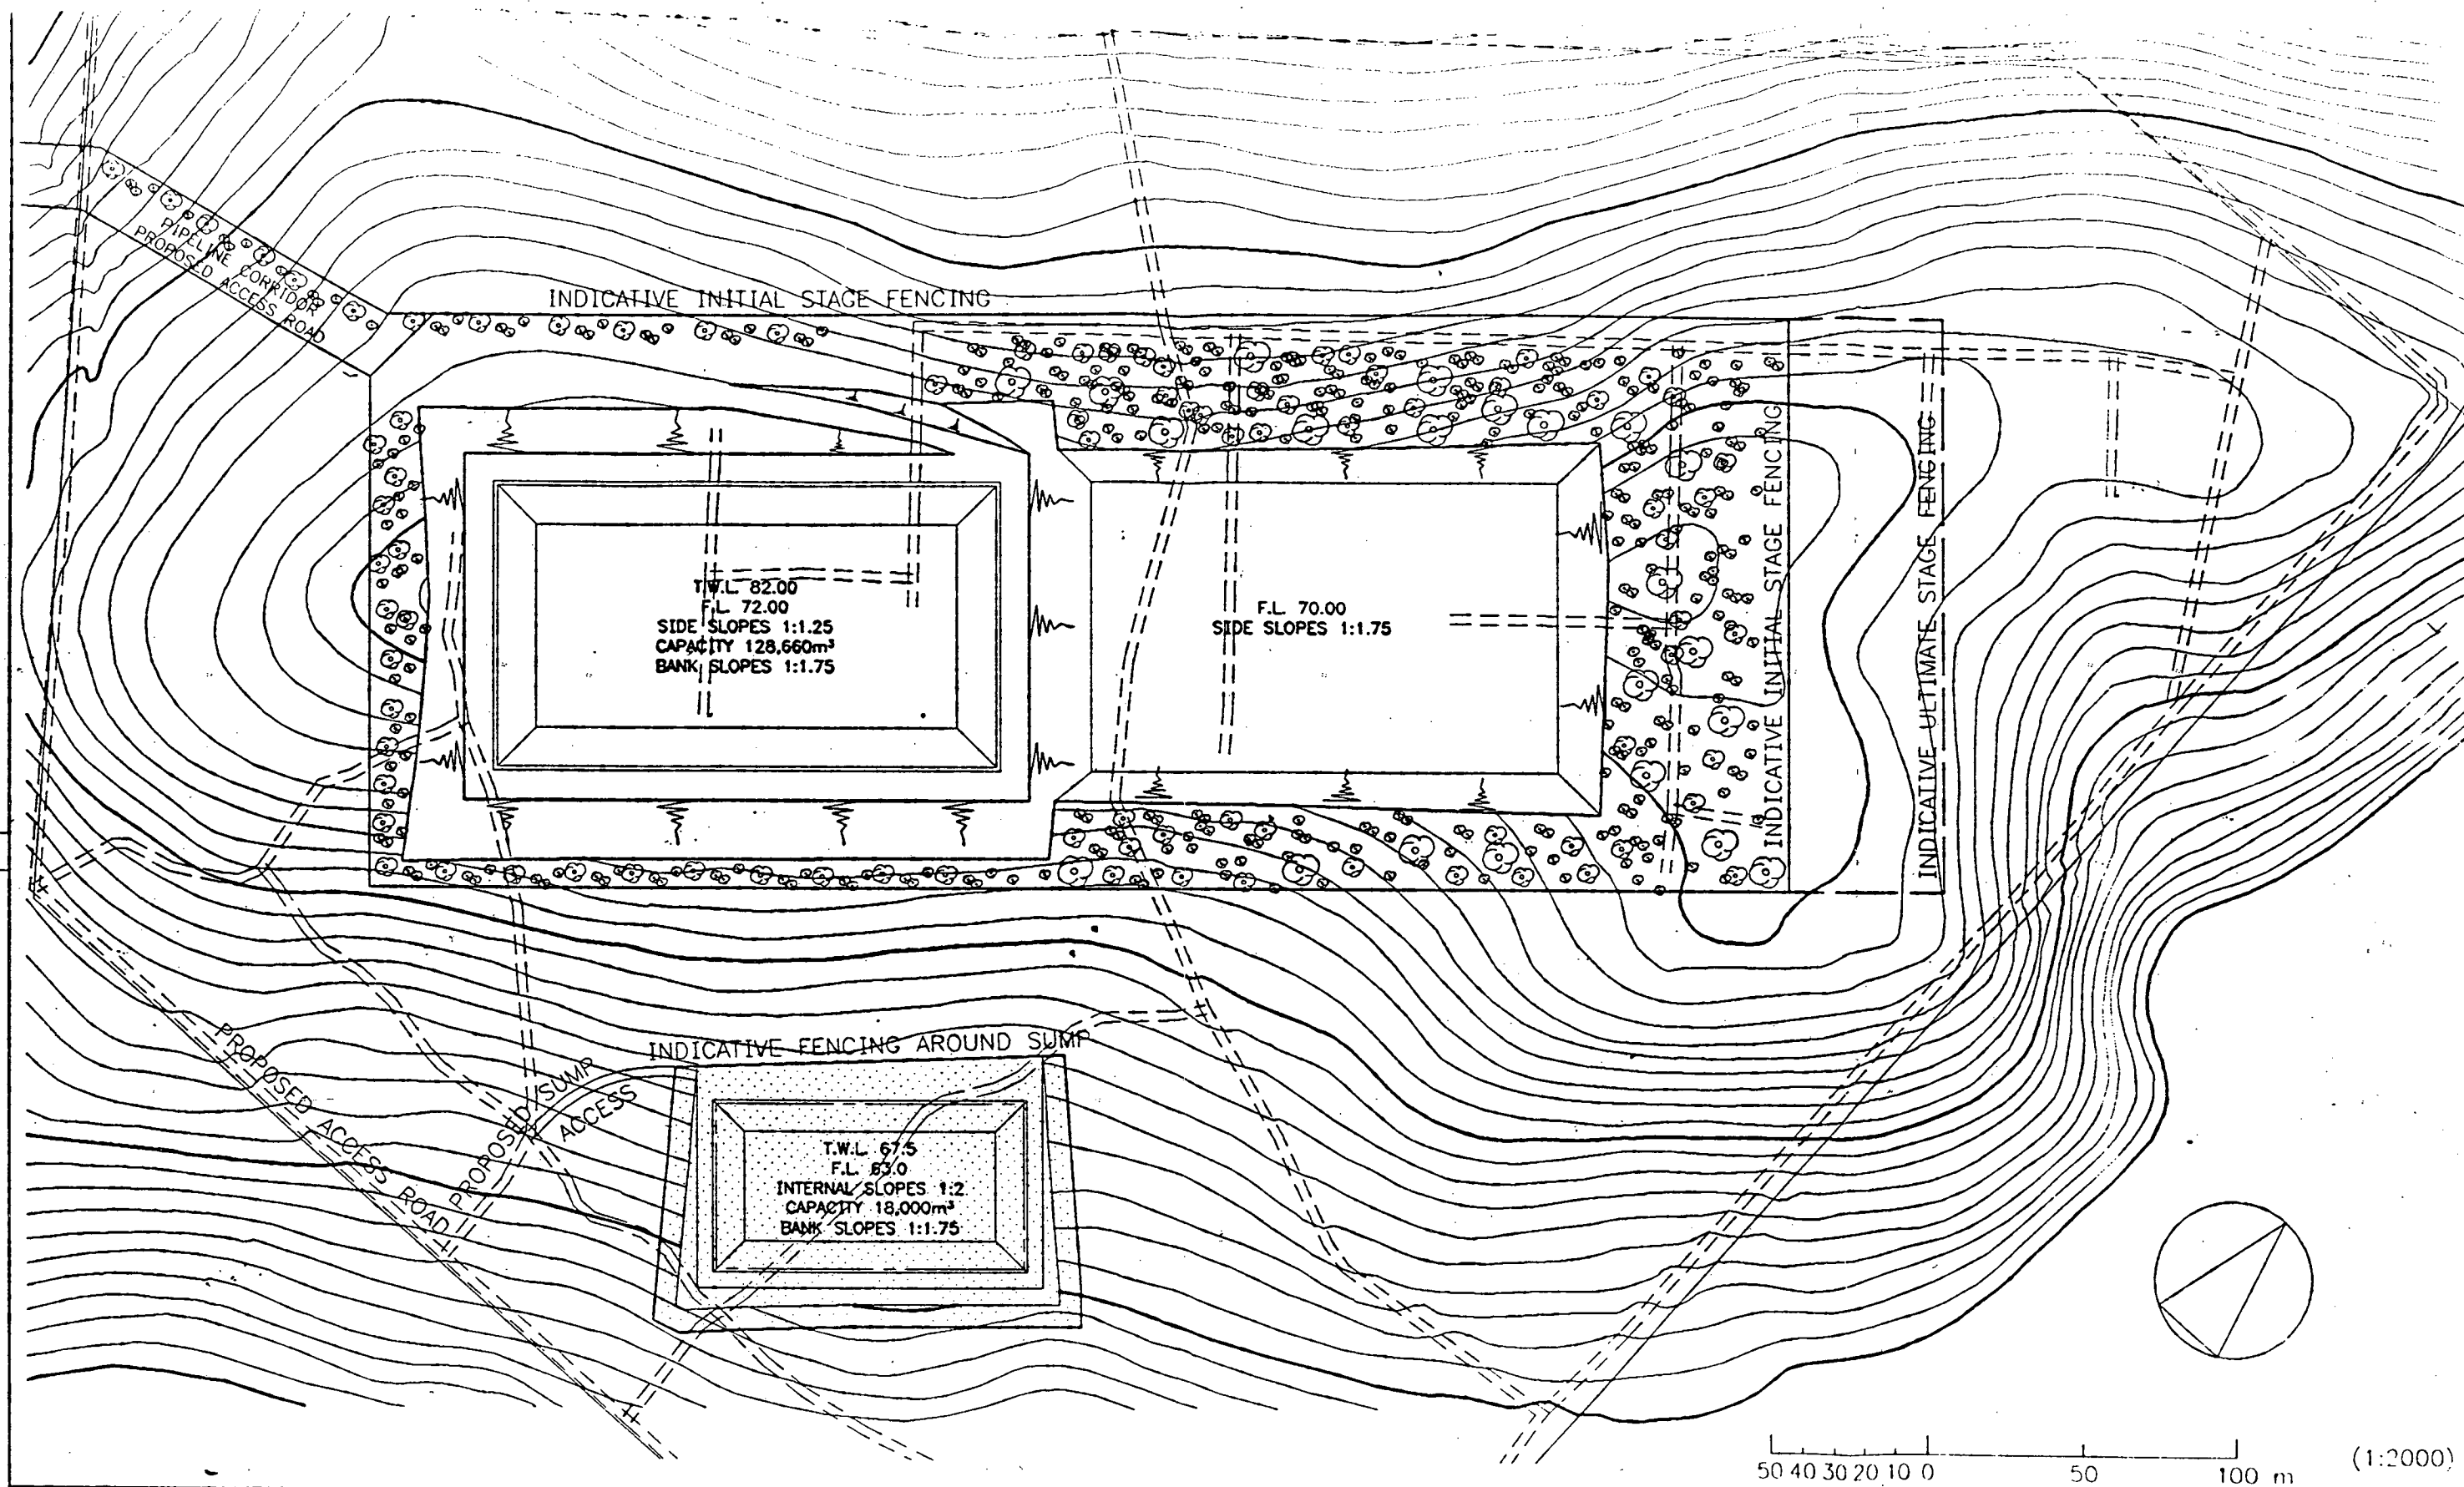 PIPELINE CORRIDOR
PROPOSED ACCESS ROAD
INDICATIVE INITIAL STAGE FENCING
T.W.L. 82.00
F.L. 72.00
SIDE SLOPES 1:1.25
CAPACITY 128,660m³
BANK SLOPES 1:1.75
F.L. 70.00
SIDE SLOPES 1:1.75
INDICATIVE INITIAL STAGE FENCING
INDICATIVE ULTIMATE STAGE FENCING
INDICATIVE FENCING AROUND SUMP
PROPOSED ACCESS ROAD
PROPOSED SUMP
ACCESS
T.W.L. 67.5
F.L. 63.0
INTERNAL SLOPES 1:2
CAPACITY 18,000m³
BANK SLOPES 1:1.75
50 40 30 20 10 0 50 100 m
(1:2000)